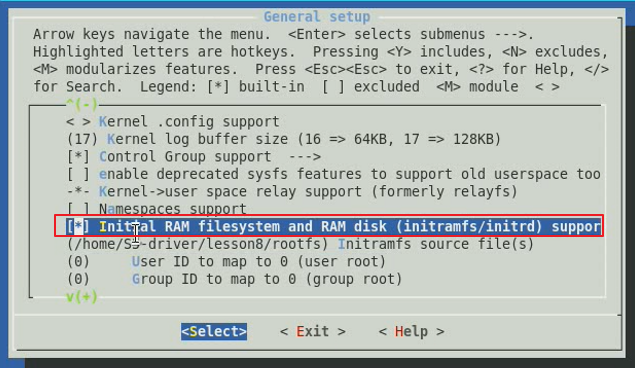 General setup
Arrow keys navigate the menu.  <Enter> selects submenus --->.
Highlighted letters are hotkeys.  Pressing <Y> includes, <N> excludes,
<M> modularizes features.  Press <Esc><Esc> to exit, <?> for Help, </>
for Search.  Legend: [*] built-in  [ ] excluded  <M> module  < >
^(-)
< > Kernel .config support
(17) Kernel log buffer size (16 => 64KB, 17 => 128KB)
[*] Control Group support  --->
[ ] enable deprecated sysfs features to support old userspace too
-*- Kernel->user space relay support (formerly relayfs)
[ ] Namespaces support
[*] Initial RAM filesystem and RAM disk (initramfs/initrd) suppor
-driver/lesson8/rootfs) Initramfs source file(s)
(0)     User ID to map to 0 (user root)
(0)     Group ID to map to 0 (group root)
v(+)
<Select>    < Exit >    < Help >